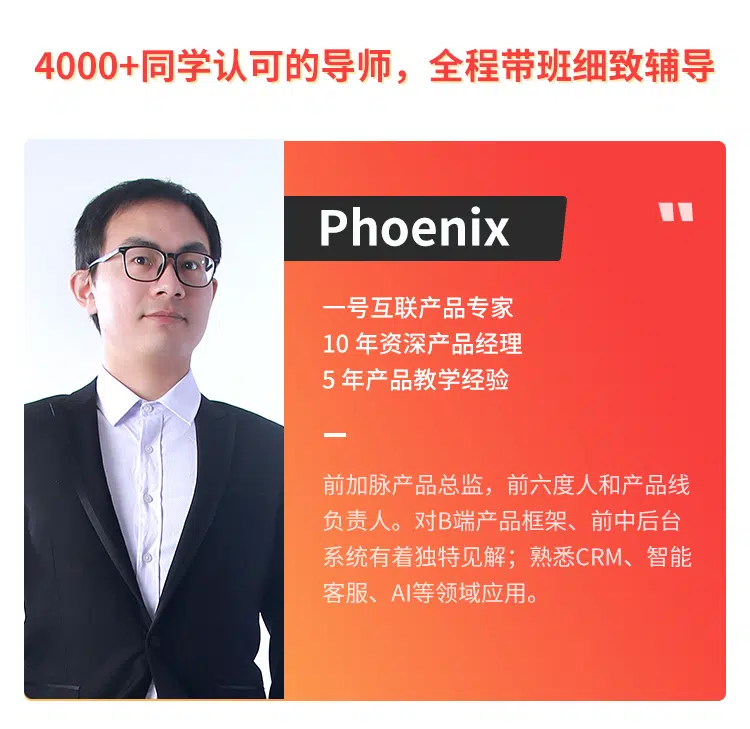 4000+同学认可的导师，全程带班细致辅导
Phoenix
一号互联产品专家
10 年资深产品经理
5 年产品教学经验
前加脉产品总监，前六度人和产品线
负责人。对B端产品框架、前中后台
系统有着独特见解；熟悉CRM、智能
客服、AI等领域应用。